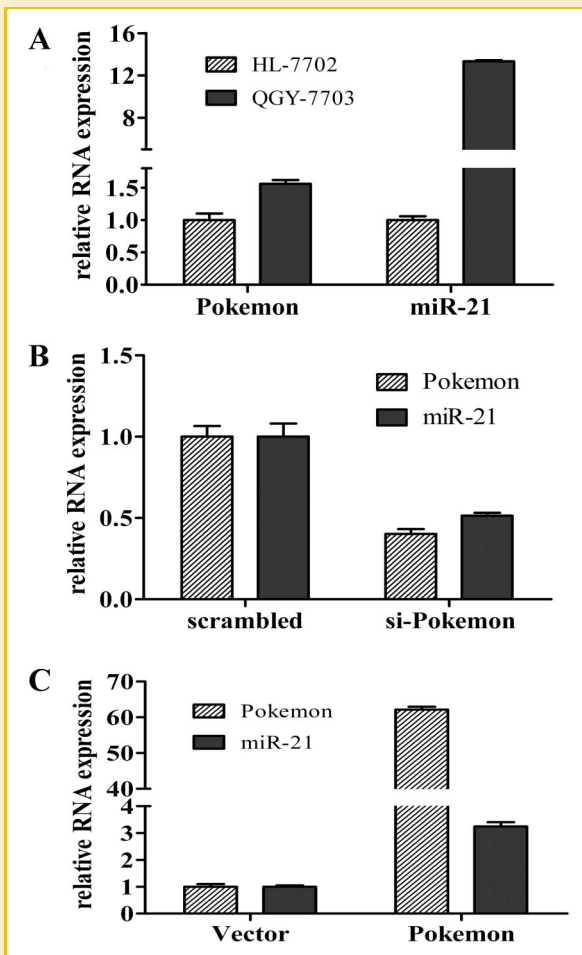 A
relative RNA expression
16
12
8
1.5
1.0
0.5
0.0
HL-7702
QGY-7703
Pokemon miR-21
B
relative RNA expression
1.5
1.0
0.5
0.0
Pokemon
miR-21
scrambled si-Pokemon
C
relative RNA expression
70
60
50
40
4
3
2
1
0
Pokemon
miR-21
Vector Pokemon